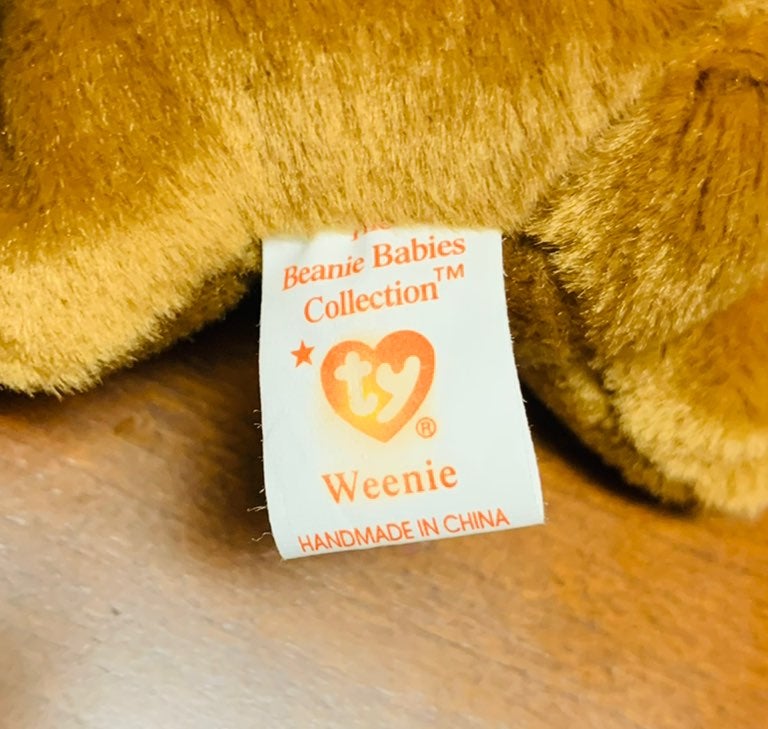 Beanie Babies
Collection™
ty®
Weenie
HANDMADE IN CHINA